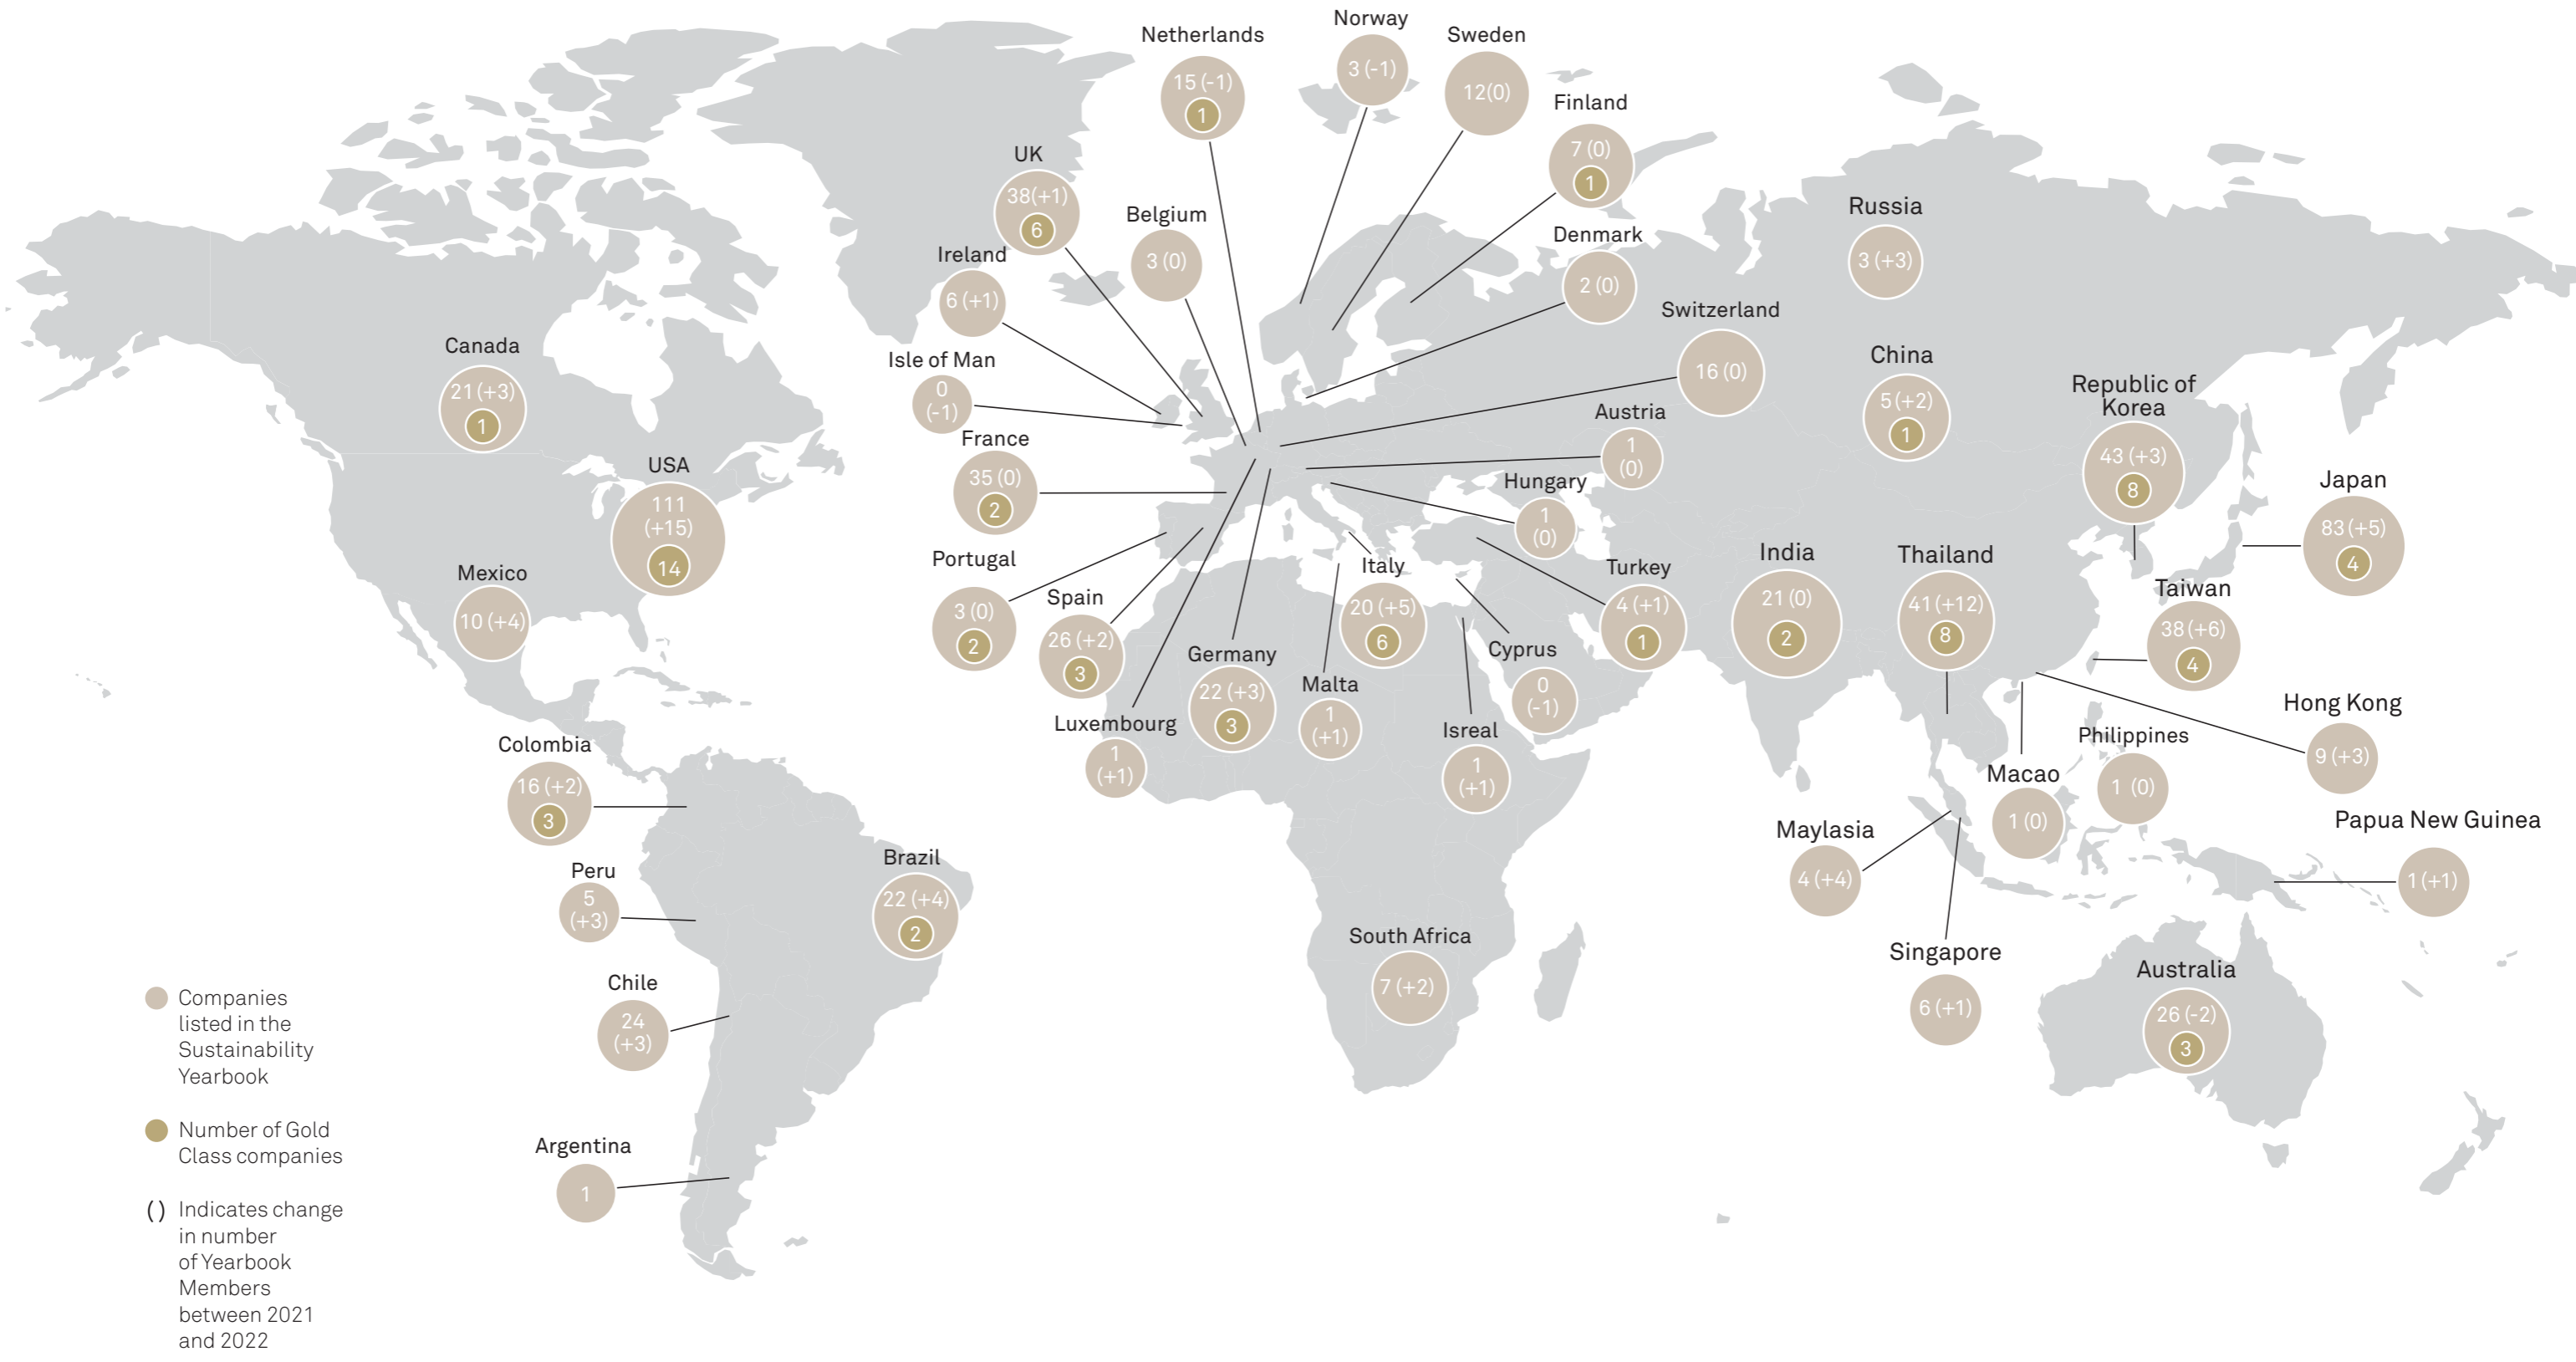 Norway
3 (-1)
Netherlands
15 (-1)
1
Sweden
12(0)
Finland
7 (0)
1
UK
38(+1)
6
Belgium
3 (0)
Russia
3 (+3)
Denmark
2 (0)
Ireland
6 (+1)
Switzerland
16 (0)
Canada
21 (+3)
1
Isle of Man
0
(-1)
China
5 (+2)
1
Republic of
Korea
43 (+3)
8
Austria
1
(0)
France
35 (0)
2
USA
111
(+15)
14
Hungary
1
(0)
Japan
83 (+5)
4
Portugal
3 (0)
2
India
21 (0)
2
Thailand
41 (+12)
8
Italy
20 (+5)
6
Turkey
4 (+1)
1
Mexico
10 (+4)
Taiwan
38 (+6)
4
Spain
26 (+2)
3
Germany
22 (+3)
3
Cyprus
0
(-1)
Malta
1
(+1)
Luxembourg
1
(+1)
Isreal
1
(+1)
Hong Kong
9 (+3)
Philippines
1 (0)
Colombia
16 (+2)
3
Macao
1 (0)
Maylasia
4 (+4)
Papua New Guinea
1 (+1)
Brazil
22 (+4)
2
Peru
5
(+3)
South Africa
7 (+2)
Singapore
6 (+1)
Australia
26 (-2)
3
Chile
24
(+3)
Argentina
1
Companies
listed in the
Sustainability
Yearbook
Number of Gold
Class companies
( ) Indicates change
in number
of Yearbook
Members
between 2021
and 2022